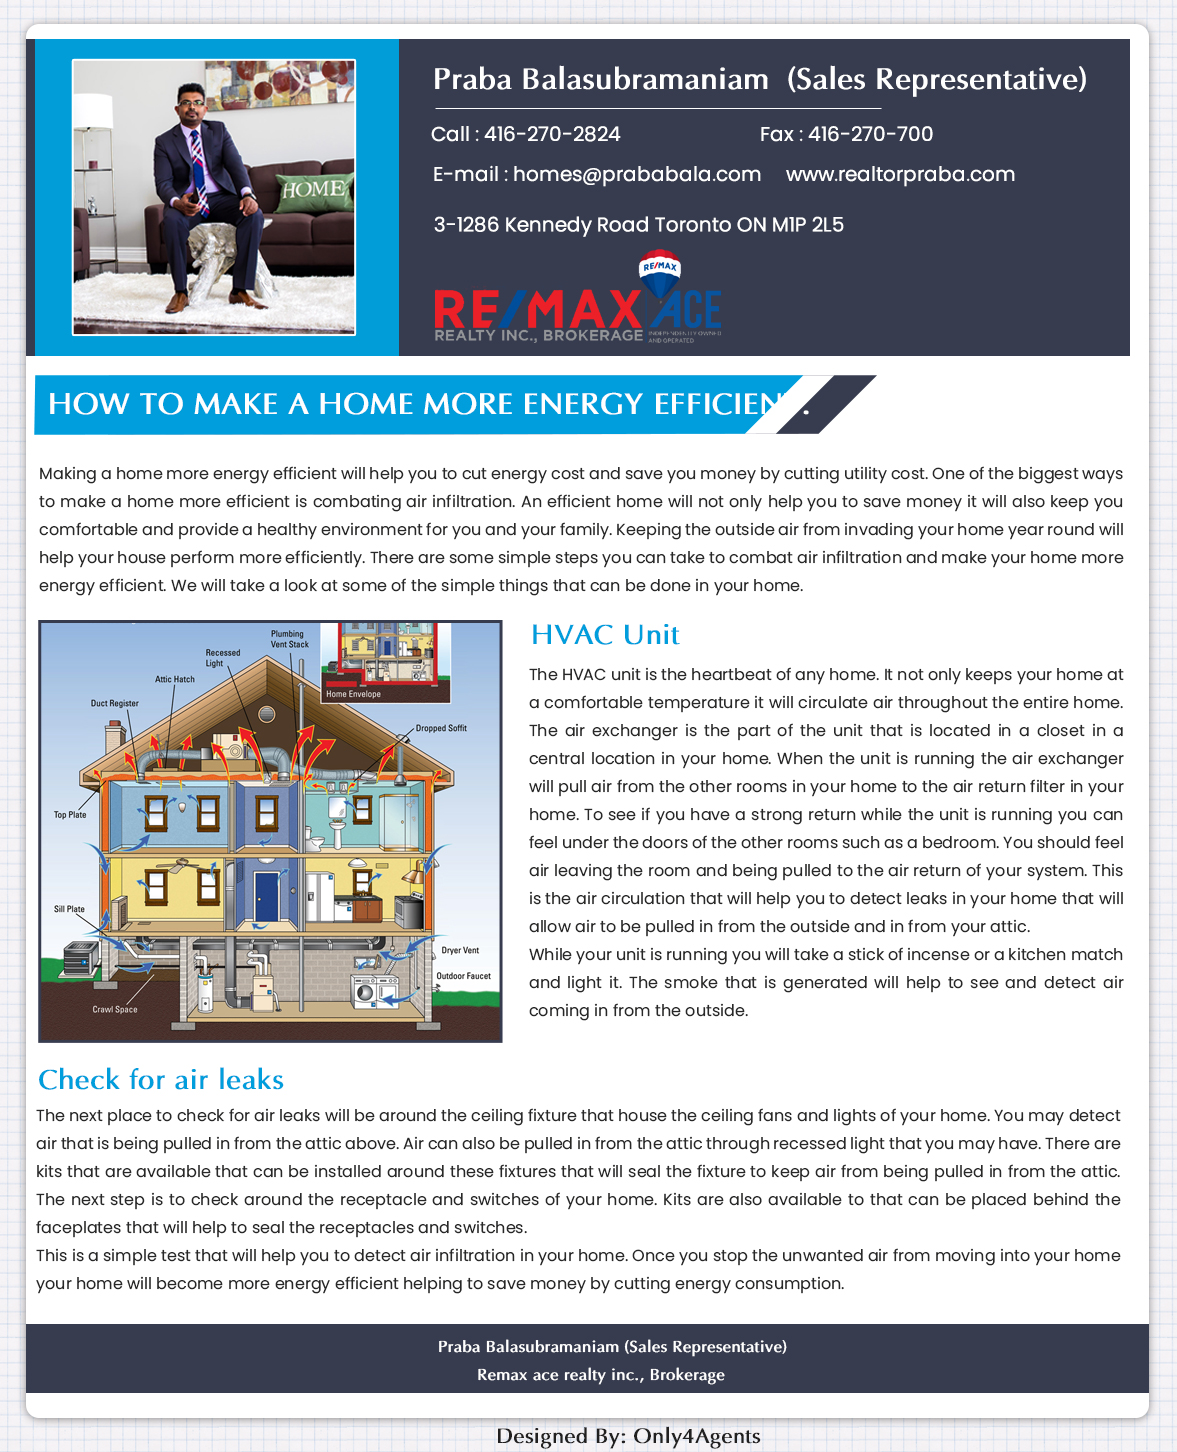 Praba Balasubramaniam (Sales Representative)
Call : 416-270-2824 Fax : 416-270-700
E-mail : homes@prababala.com www.realtorpraba.com
3-1286 Kennedy Road Toronto ON M1P 2L5
HOME
RE/MAX
RE/MAX ACE
REALTY INC., BROKERAGE INDEPENDENTLY OWNED
AND OPERATED
HOW TO MAKE A HOME MORE ENERGY EFFICIENT.
Making a home more energy efficient will help you to cut energy cost and save you money by cutting utility cost. One of the biggest ways
to make a home more efficient is combating air infiltration. An efficient home will not only help you to save money it will also keep you
comfortable and provide a healthy environment for you and your family. Keeping the outside air from invading your home year round will
help your house perform more efficiently. There are some simple steps you can take to combat air infiltration and make your home more
energy efficient. We will take a look at some of the simple things that can be done in your home.
Plumbing
Vent Stack
Recessed
Light
Attic Hatch
Duct Register
Home Envelope
Dropped Soffit
Top Plate
Sill Plate
Dryer Vent
Outdoor Faucet
Crawl Space
HVAC Unit
The HVAC unit is the heartbeat of any home. It not only keeps your home at
a comfortable temperature it will circulate air throughout the entire home.
The air exchanger is the part of the unit that is located in a closet in a
central location in your home. When the unit is running the air exchanger
will pull air from the other rooms in your home to the air return filter in your
home. To see if you have a strong return while the unit is running you can
feel under the doors of the other rooms such as a bedroom. You should feel
air leaving the room and being pulled to the air return of your system. This
is the air circulation that will help you to detect leaks in your home that will
allow air to be pulled in from the outside and in from your attic.
While your unit is running you will take a stick of incense or a kitchen match
and light it. The smoke that is generated will help to see and detect air
coming in from the outside.
Check for air leaks
The next place to check for air leaks will be around the ceiling fixture that house the ceiling fans and lights of your home. You may detect
air that is being pulled in from the attic above. Air can also be pulled in from the attic through recessed light that you may have. There are
kits that are available that can be installed around these fixtures that will seal the fixture to keep air from being pulled in from the attic.
The next step is to check around the receptacle and switches of your home. Kits are also available to that can be placed behind the
faceplates that will help to seal the receptacles and switches.
This is a simple test that will help you to detect air infiltration in your home. Once you stop the unwanted air from moving into your home
your home will become more energy efficient helping to save money by cutting energy consumption.
Praba Balasubramaniam (Sales Representative)
Remax ace realty inc., Brokerage
Designed By: Only4Agents